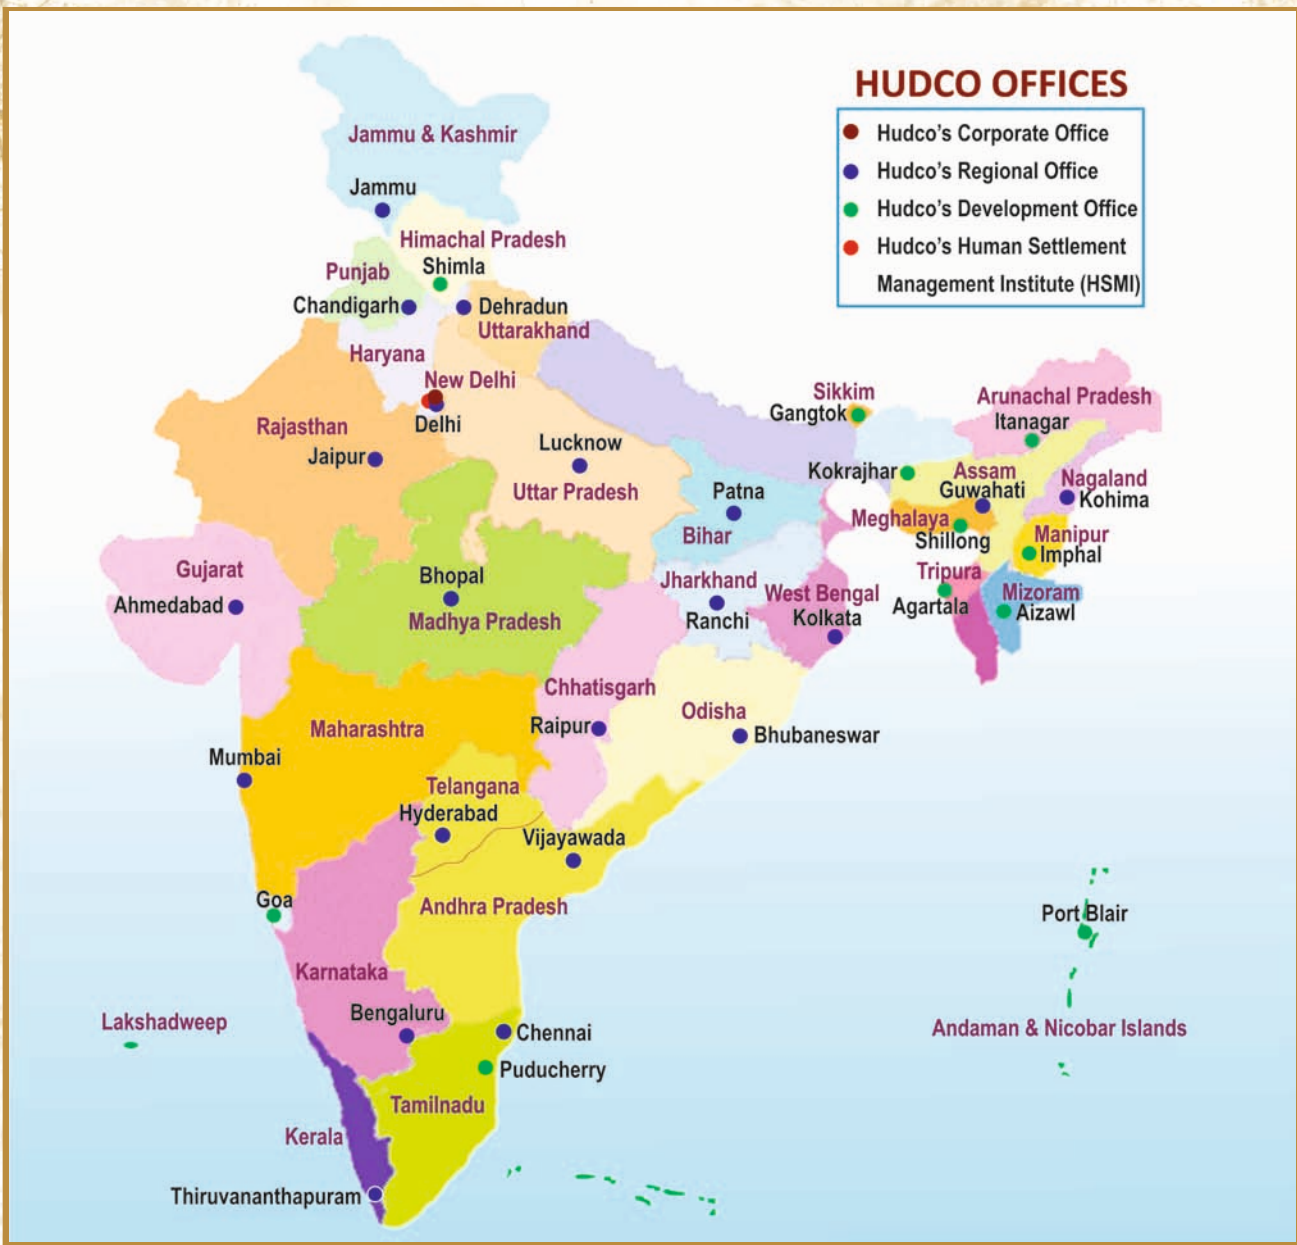 HUDCO OFFICES
Hudco's Corporate Office
Hudco's Regional Office
Hudco's Development Office
Hudco's Human Settlement
Management Institute (HSMI)
Jammu & Kashmir
Jammu
Himachal Pradesh
Shimla
Punjab
Chandigarh
Dehradun
Uttarakhand
Haryana
New Delhi
Delhi
Rajasthan
Jaipur
Lucknow
Uttar Pradesh
Sikkim
Gangtok
Arunachal Pradesh
Itanagar
Kokrajhar
Assam
Guwahati
Nagaland
Kohima
Patna
Bihar
Meghalaya
Shillong
Manipur
Imphal
Tripura
Agartala
Mizoram
Aizawl
Gujarat
Ahmedabad
Bhopal
Madhya Pradesh
Jharkhand
Ranchi
West Bengal
Kolkata
Chhatisgarh
Raipur
Odisha
Bhubaneswar
Maharashtra
Mumbai
Telangana
Hyderabad
Vijayawada
Andhra Pradesh
Goa
Karnataka
Bengaluru
Port Blair
Andaman & Nicobar Islands
Lakshadweep
Chennai
Puducherry
Tamilnadu
Kerala
Thiruvananthapuram